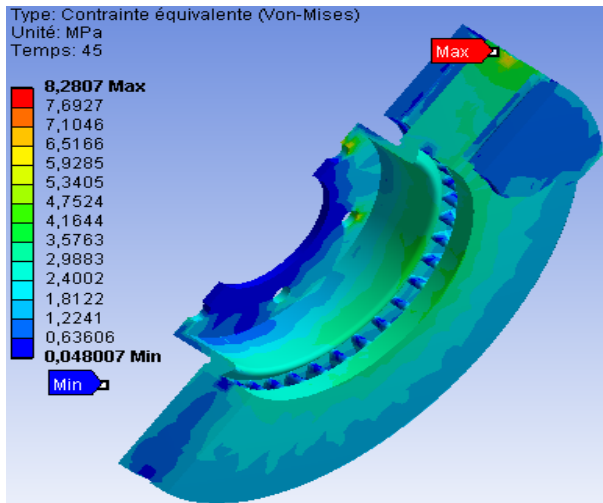 Type: Contrainte équivalente (Von-Mises)
Unité: MPa
Temps: 45
Max
8,2807 Max
7,6927
7,1046
6,5166
5,9285
5,3405
4,7524
4,1644
3,5763
2,9883
2,4002
1,8122
1,2241
0,63606
0,048007 Min
Min